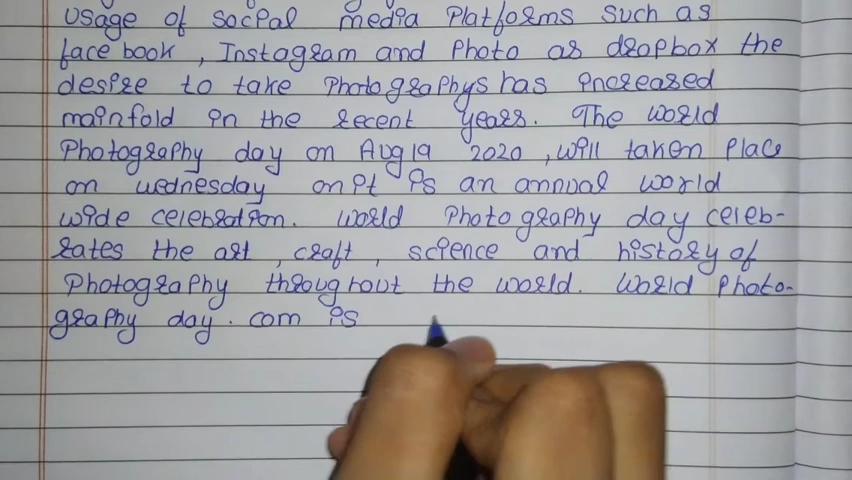 Usage of social media Platforms such as
face book , Instagram and Photo as dropbox the
desire to take Photographys has increased
mainfold in the recent years. The world
Photography day on Aug 19 2020 , will taken Place
on wednesday on it is an annual world
wide celebration. world Photography day celeb-
rates the art , craft , science and history of
Photography throughout the world. World Photo-
graphy day . com is